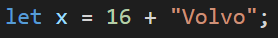 let x = 16 + "Volvo";